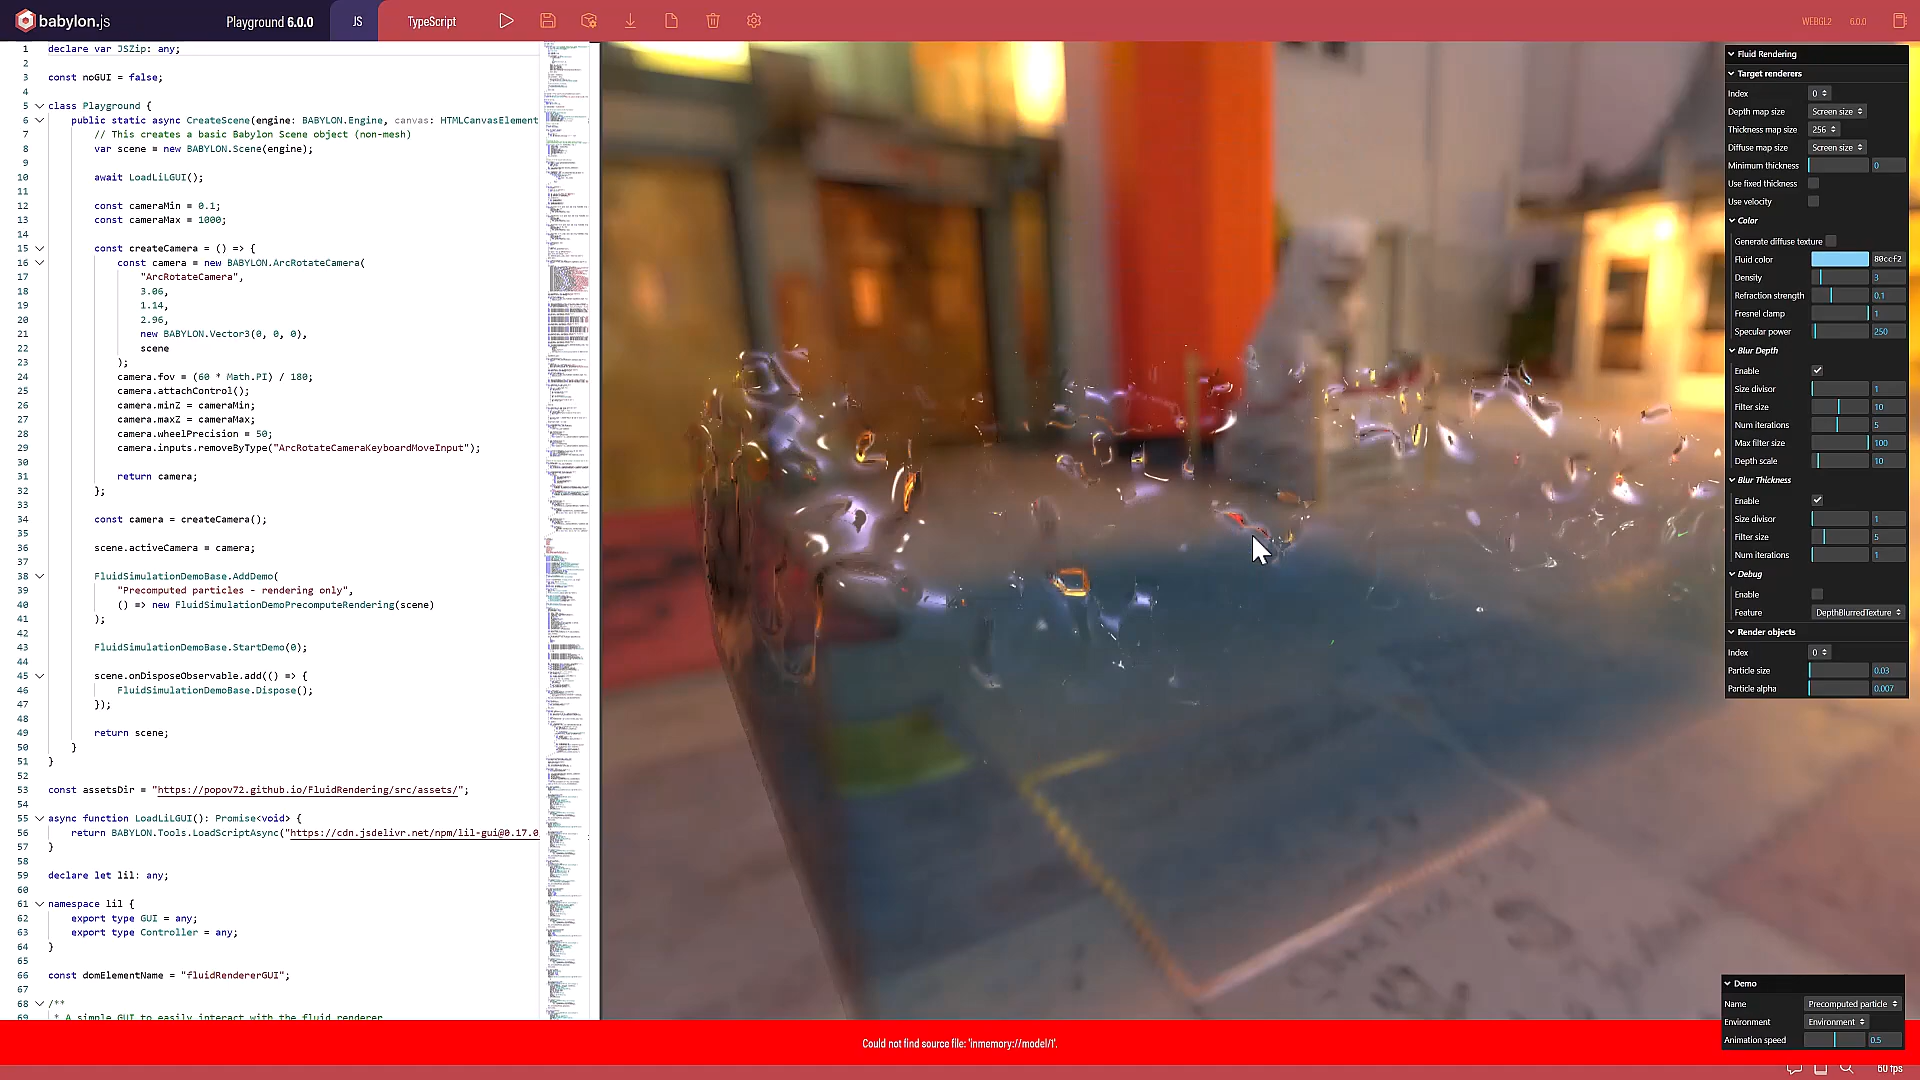 babylon.js
Playground 6.0.0
JS
TypeScript
WEBGL2
6.0.0
1 declare var JSZip: any;
2
3 const noGUI = false;
4
5 class Playground {
6 public static async CreateScene(engine: BABYLON.Engine, canvas: HTMLCanvasElement
7 // This creates a basic Babylon Scene object (non-mesh)
8 var scene = new BABYLON.Scene(engine);
9
10 await LoadLiLGUI();
11
12 const cameraMin = 0.1;
13 const cameraMax = 1000;
14
15 const createCamera = () => {
16 const camera = new BABYLON.ArcRotateCamera(
17 "ArcRotateCamera",
18 3.06,
19 1.14,
20 2.96,
21 new BABYLON.Vector3(0, 0, 0),
22 scene
23 );
24 camera.fov = (60 * Math.PI) / 180;
25 camera.attachControl();
26 camera.minZ = cameraMin;
27 camera.maxZ = cameraMax;
28 camera.wheelPrecision = 50;
29 camera.inputs.removeByType("ArcRotateCameraKeyboardMoveInput");
30
31 return camera;
32 };
33
34 const camera = createCamera();
35
36 scene.activeCamera = camera;
37
38 FluidSimulationDemoBase.AddDemo(
39 "Precomputed particles - rendering only",
40 () => new FluidSimulationDemoPrecomputeRendering(scene)
41 );
42
43 FluidSimulationDemoBase.StartDemo(0);
44
45 scene.onDisposeObservable.add(() => {
46 FluidSimulationDemoBase.Dispose();
47 });
48
49 return scene;
50 }
51 }
52
53 const assetsDir = "https://popov72.github.io/FluidRendering/src/assets/";
54
55 async function LoadLiLGUI(): Promise<void> {
56 return BABYLON.Tools.LoadScriptAsync("https://cdn.jsdelivr.net/npm/lil-gui@0.17.0
57 }
58
59 declare let lil: any;
60
61 namespace lil {
62 export type GUI = any;
63 export type Controller = any;
64 }
65
66 const domElementName = "fluidRendererGUI";
67
68 /**
69 * A simple GUI to easily interact with the fluid renderer
Fluid Rendering
Target renderers
Index 0
Depth map size Screen size
Thickness map size 256
Diffuse map size Screen size
Minimum thickness 0
Use fixed thickness
Use velocity
Color
Generate diffuse texture
Fluid color 80ccf2
Density 3
Refraction strength 0.1
Fresnel clamp 1
Specular power 250
Blur Depth
Enable
Size divisor 1
Filter size 10
Num iterations 5
Max filter size 100
Depth scale 10
Blur Thickness
Enable
Size divisor 1
Filter size 5
Num iterations 1
Debug
Enable
Feature DepthBlurredTexture
Render objects
Index 0
Particle size 0.03
Particle alpha 0.007
Demo
Name Precomputed particle
Environment Environment
Animation speed 0.5
Could not find source file: 'inmemory://model/1'.
60 fps